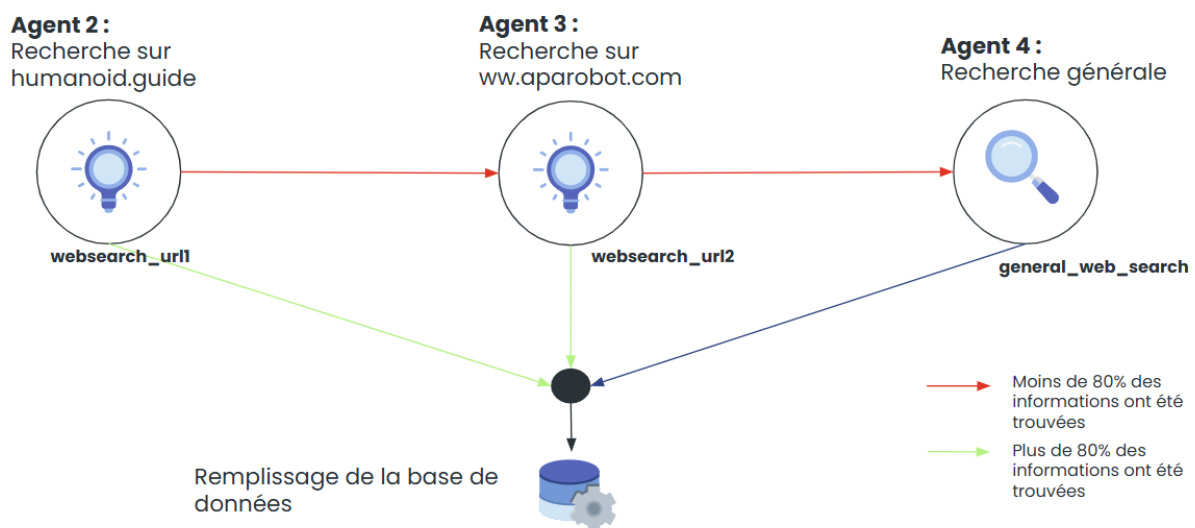 Agent 2 :
Recherche sur
humanoid.guide
Agent 3 :
Recherche sur
ww.aparobot.com
Agent 4 :
Recherche générale
websearch_url1
websearch_url2
general_web_search
Moins de 80% des
informations ont été
trouvées
Plus de 80% des
informations ont été
trouvées
Remplissage de la base de
données